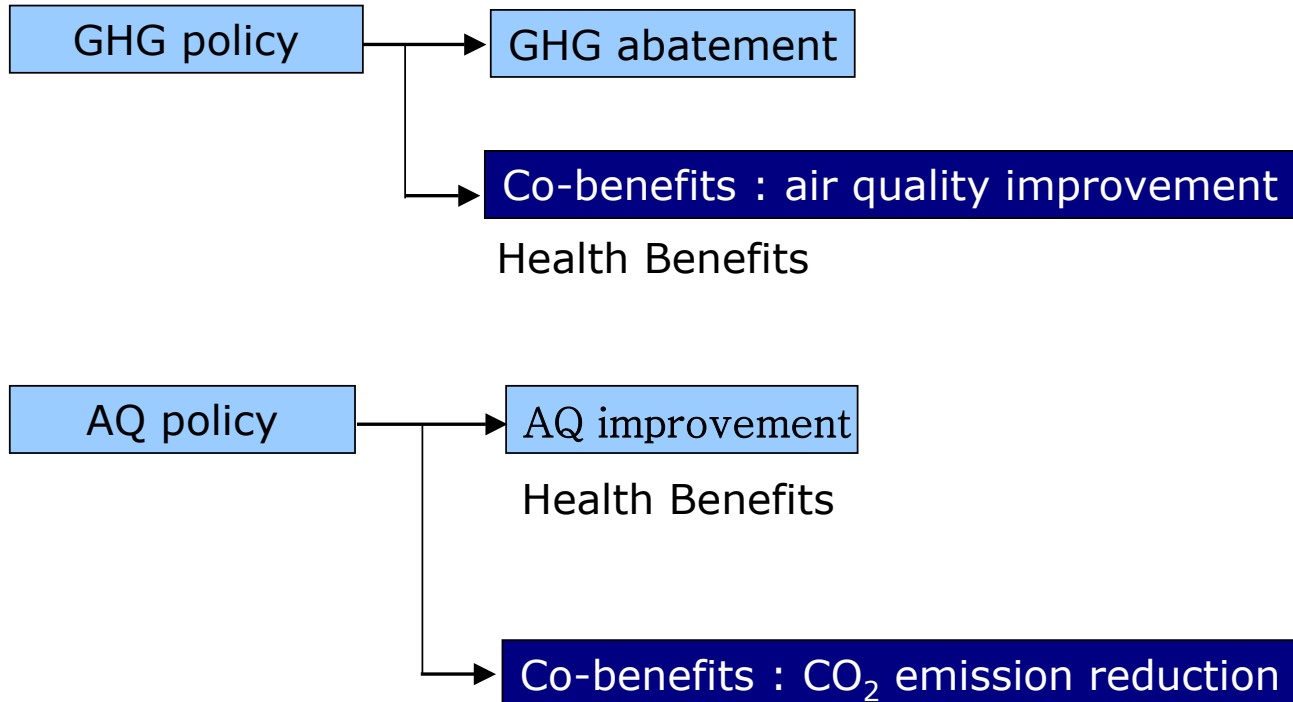 GHG policy
GHG abatement
Co-benefits : air quality improvement
Health Benefits
AQ policy
AQ improvement
Health Benefits
Co-benefits : CO₂ emission reduction